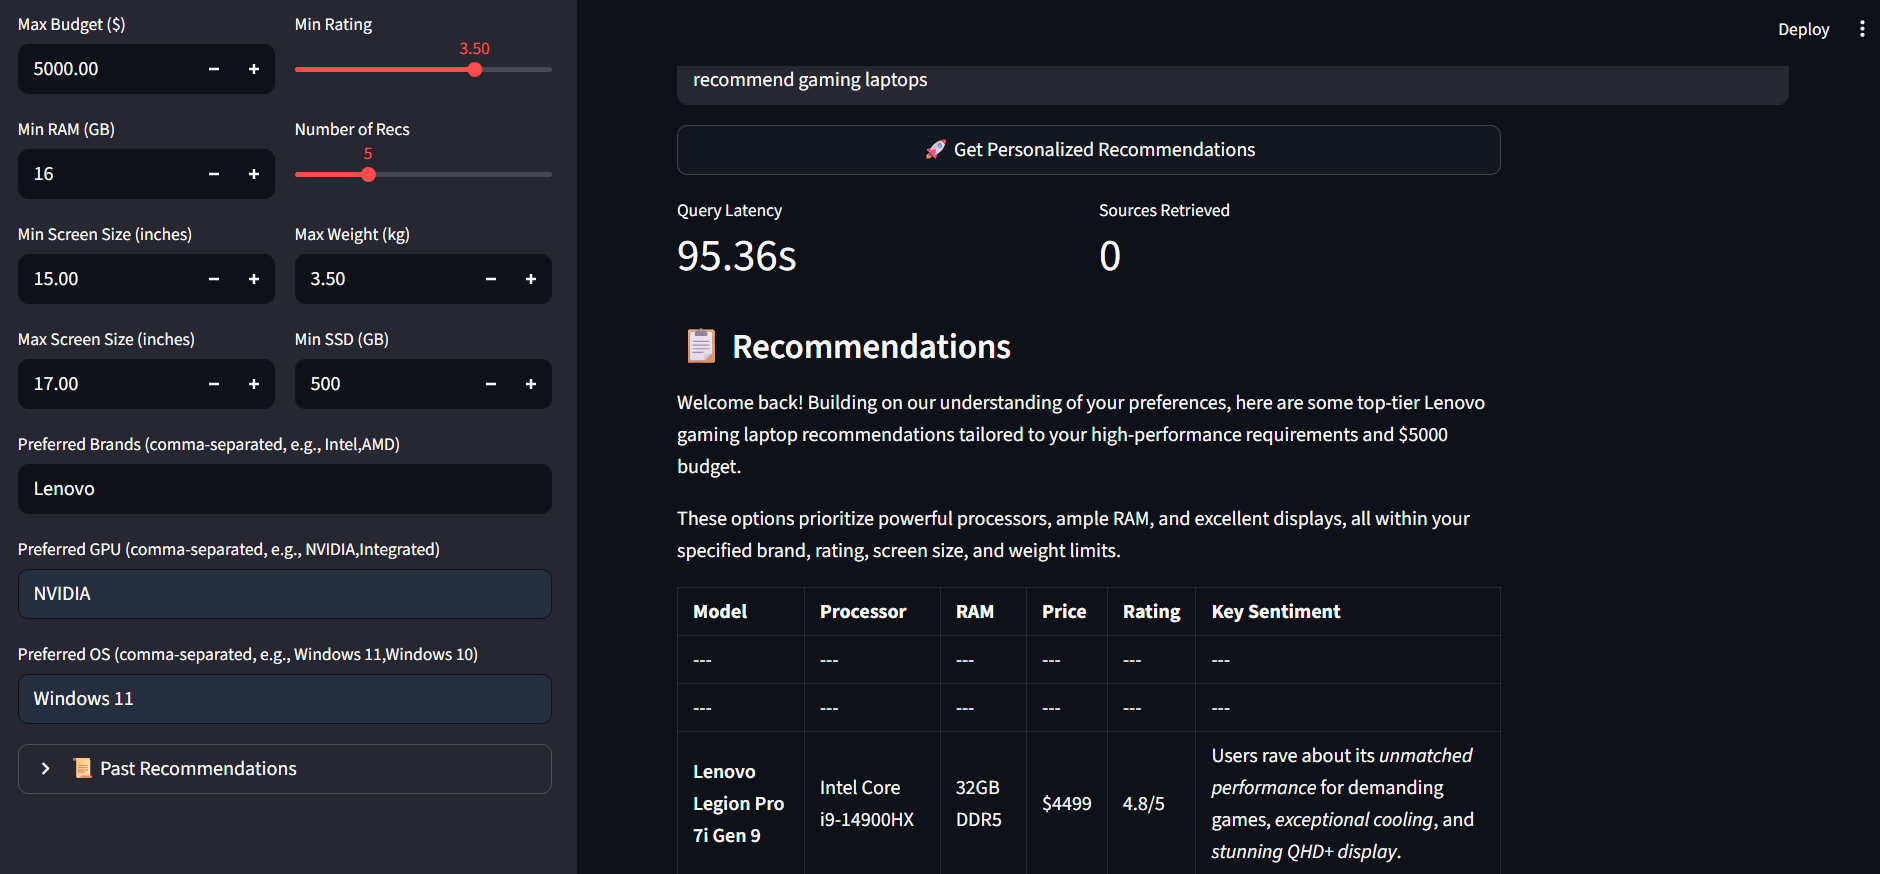 Max Budget ($)
Min Rating
3.50
5000.00
Min RAM (GB)
Number of Recs
5
16
Min Screen Size (inches)
Max Weight (kg)
15.00
3.50
Max Screen Size (inches)
Min SSD (GB)
17.00
500
Preferred Brands (comma-separated, e.g., Intel,AMD)
Lenovo
Preferred GPU (comma-separated, e.g., NVIDIA,Integrated)
NVIDIA
Preferred OS (comma-separated, e.g., Windows 11,Windows 10)
Windows 11
Past Recommendations
Deploy
recommend gaming laptops
Get Personalized Recommendations
Query Latency
Sources Retrieved
95.36s
0
Recommendations
Welcome back! Building on our understanding of your preferences, here are some top-tier Lenovo
gaming laptop recommendations tailored to your high-performance requirements and $5000
budget.
These options prioritize powerful processors, ample RAM, and excellent displays, all within your
specified brand, rating, screen size, and weight limits.
Model Processor RAM Price Rating Key Sentiment
--- --- --- --- --- ---
--- --- --- --- --- ---
Lenovo
Legion Pro
7i Gen 9
Intel Core
i9-14900HX
32GB
DDR5
$4499
4.8/5
Users rave about its unmatched
performance for demanding
games, exceptional cooling, and
stunning QHD+ display.